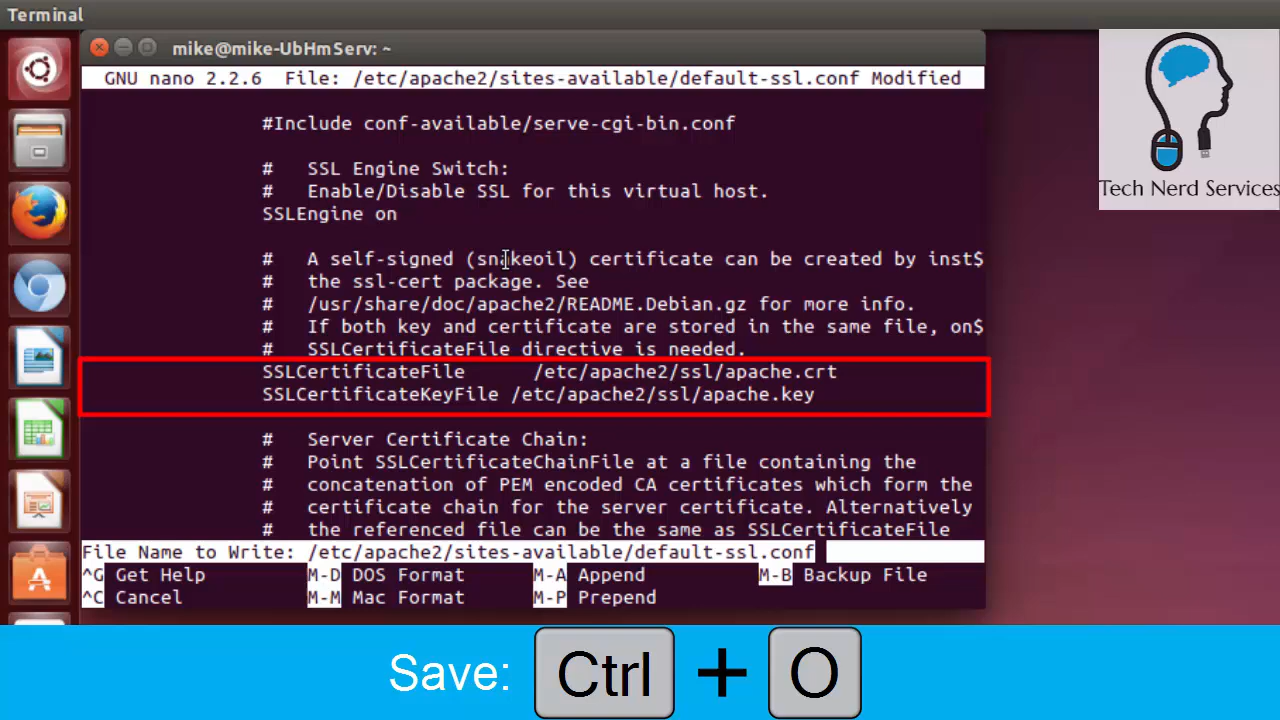 Terminal
mike@mike-UbHmServ: ~
GNU nano 2.2.6 File: /etc/apache2/sites-available/default-ssl.conf Modified
#Include conf-available/serve-cgi-bin.conf
# SSL Engine Switch:
# Enable/Disable SSL for this virtual host.
SSLEngine on
# A self-signed (snakeoil) certificate can be created by inst$
# the ssl-cert package. See
# /usr/share/doc/apache2/README.Debian.gz for more info.
# If both key and certificate are stored in the same file, on$
# SSLCertificateFile directive is needed.
SSLCertificateFile /etc/apache2/ssl/apache.crt
SSLCertificateKeyFile /etc/apache2/ssl/apache.key
# Server Certificate Chain:
# Point SSLCertificateChainFile at a file containing the
# concatenation of PEM encoded CA certificates which form the
# certificate chain for the server certificate. Alternatively
# the referenced file can be the same as SSLCertificateFile
File Name to Write: /etc/apache2/sites-available/default-ssl.conf
^G Get Help M-D DOS Format M-A Append M-B Backup File
^C Cancel M-M Mac Format M-P Prepend
Tech Nerd Services
Save: Ctrl + O